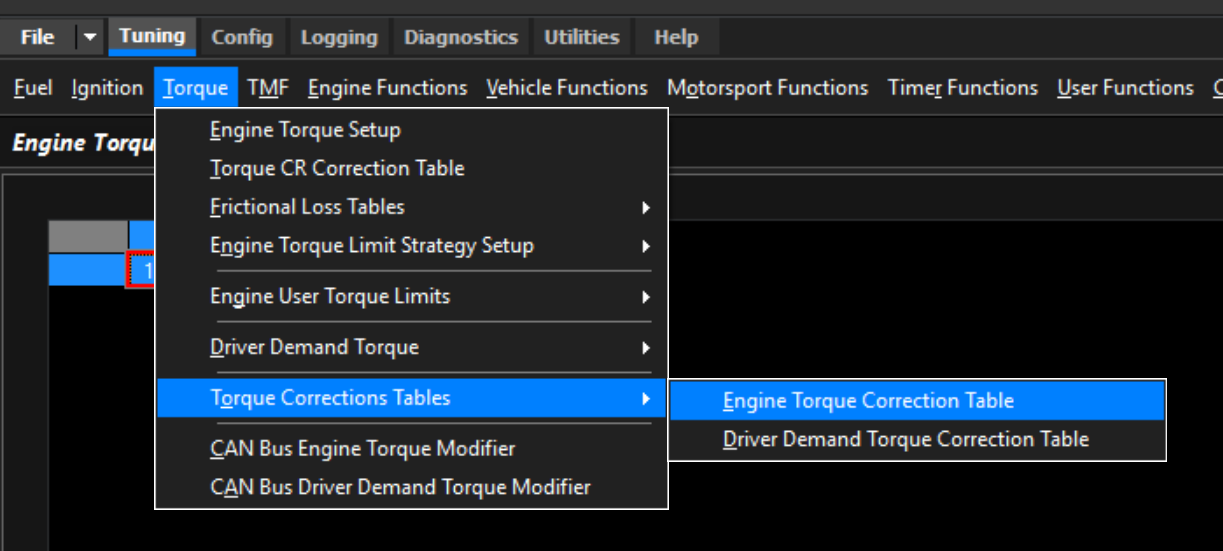 File Tuning Config Logging Diagnostics Utilities Help
Fuel Ignition Torque TMF Engine Functions Vehicle Functions Motorsport Functions Timer Functions User Functions
Engine Torqu
Engine Torque Setup
Torque CR Correction Table
Frictional Loss Tables
Engine Torque Limit Strategy Setup
1
Engine User Torque Limits
Driver Demand Torque
Torque Corrections Tables
Engine Torque Correction Table
Driver Demand Torque Correction Table
CAN Bus Engine Torque Modifier
CAN Bus Driver Demand Torque Modifier